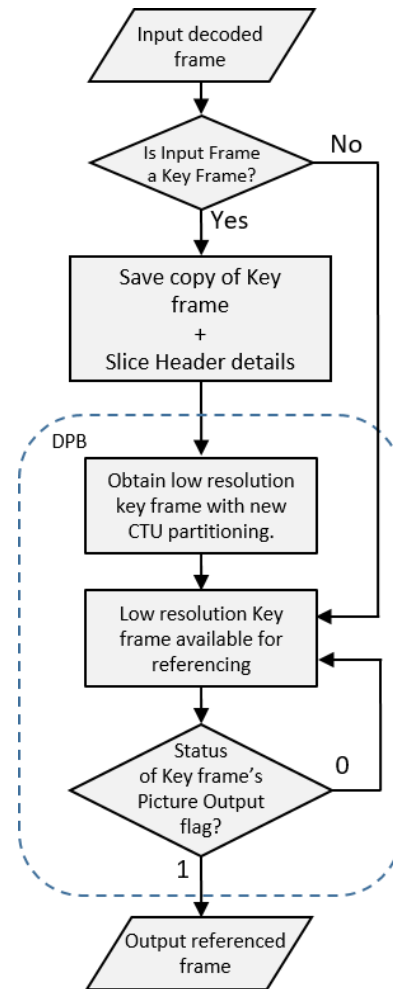 Input decoded
frame
Is Input Frame
a Key Frame?
No
Yes
Save copy of Key
frame
+
Slice Header details
DPB
Obtain low resolution
key frame with new
CTU partitioning.
Low resolution Key
frame available for
referencing
Status
of Key frame's
Picture Output
flag?
0
1
Output referenced
frame